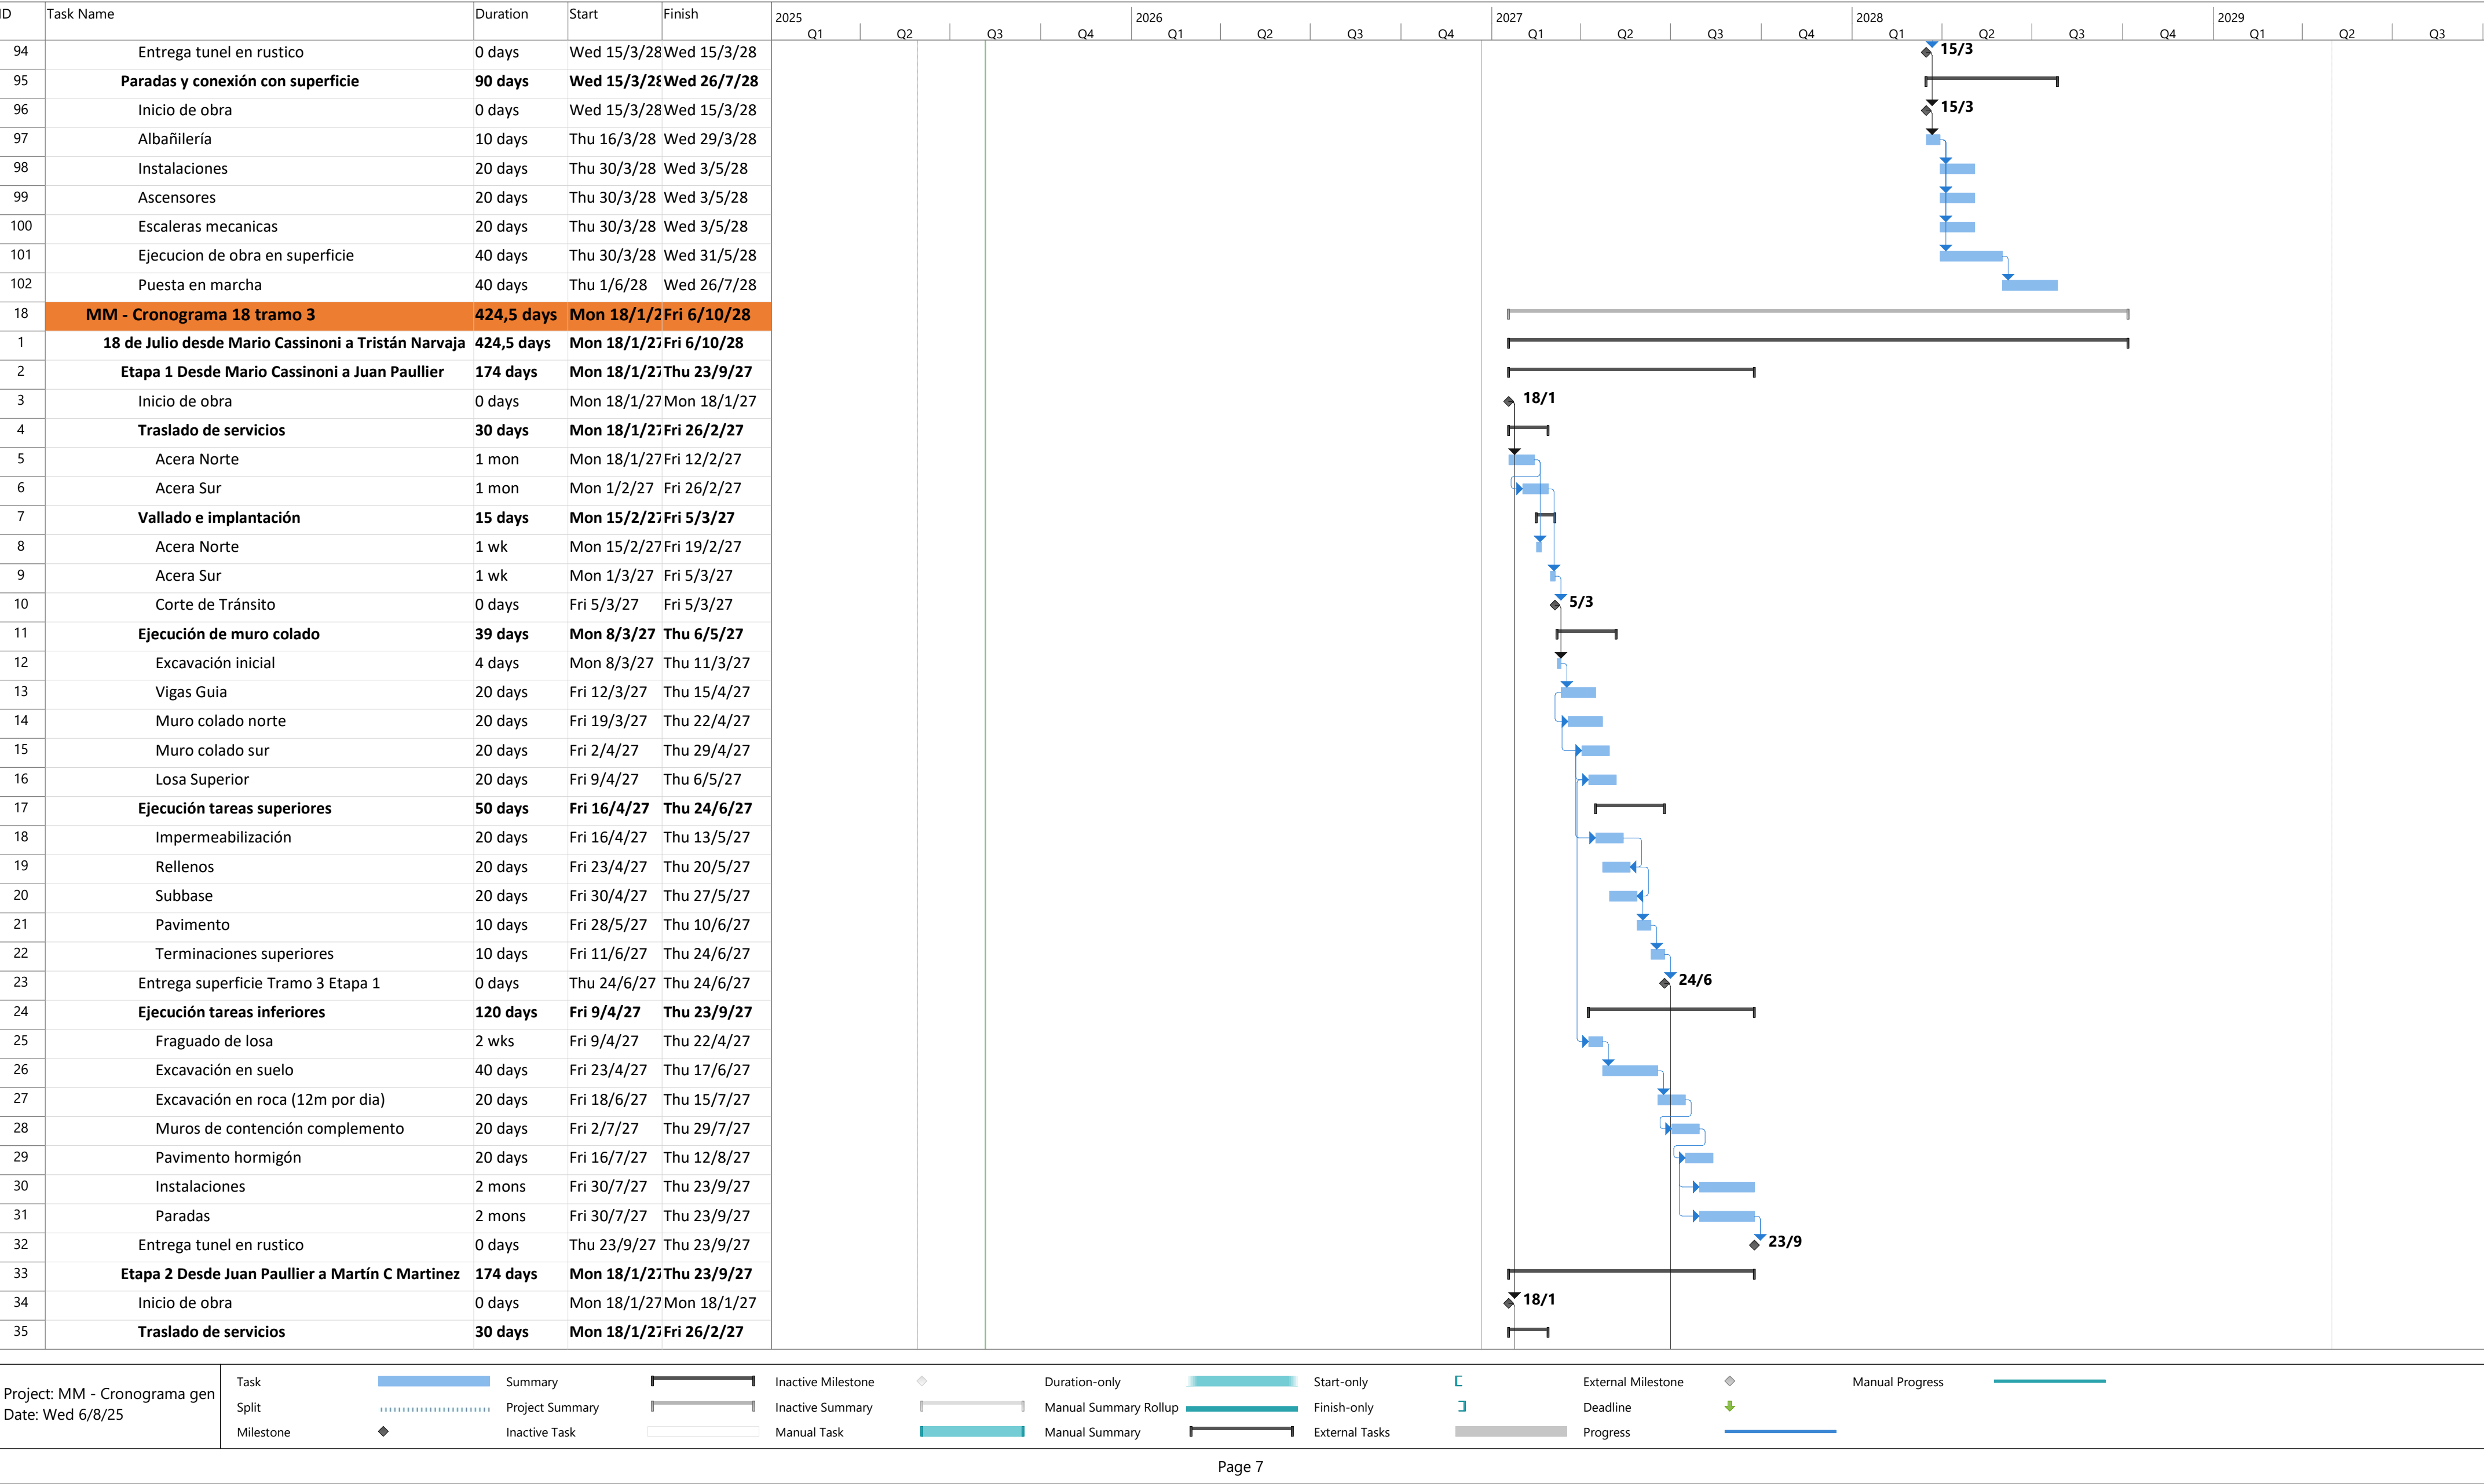 ID Task Name Duration Start Finish 2025 2026 2027 2028 2029
Q1 Q2 Q3 Q4 Q1 Q2 Q3 Q4 Q1 Q2 Q3 Q4 Q1 Q2 Q3 Q4 Q1 Q2 Q3
94 Entrega tunel en rustico 0 days Wed 15/3/28 Wed 15/3/28 15/3
95 Paradas y conexión con superficie 90 days Wed 15/3/28 Wed 26/7/28
96 Inicio de obra 0 days Wed 15/3/28 Wed 15/3/28 15/3
97 Albañilería 10 days Thu 16/3/28 Wed 29/3/28
98 Instalaciones 20 days Thu 30/3/28 Wed 3/5/28
99 Ascensores 20 days Thu 30/3/28 Wed 3/5/28
100 Escaleras mecanicas 20 days Thu 30/3/28 Wed 3/5/28
101 Ejecucion de obra en superficie 40 days Thu 30/3/28 Wed 31/5/28
102 Puesta en marcha 40 days Thu 1/6/28 Wed 26/7/28
18 MM - Cronograma 18 tramo 3 424,5 days Mon 18/1/2 Fri 6/10/28
1 18 de Julio desde Mario Cassinoni a Tristán Narvaja 424,5 days Mon 18/1/27 Fri 6/10/28
2 Etapa 1 Desde Mario Cassinoni a Juan Paullier 174 days Mon 18/1/27 Thu 23/9/27
3 Inicio de obra 0 days Mon 18/1/27 Mon 18/1/27 18/1
4 Traslado de servicios 30 days Mon 18/1/27 Fri 26/2/27
5 Acera Norte 1 mon Mon 18/1/27 Fri 12/2/27
6 Acera Sur 1 mon Mon 1/2/27 Fri 26/2/27
7 Vallado e implantación 15 days Mon 15/2/27 Fri 5/3/27
8 Acera Norte 1 wk Mon 15/2/27 Fri 19/2/27
9 Acera Sur 1 wk Mon 1/3/27 Fri 5/3/27
10 Corte de Tránsito 0 days Fri 5/3/27 Fri 5/3/27 5/3
11 Ejecución de muro colado 39 days Mon 8/3/27 Thu 6/5/27
12 Excavación inicial 4 days Mon 8/3/27 Thu 11/3/27
13 Vigas Guia 20 days Fri 12/3/27 Thu 15/4/27
14 Muro colado norte 20 days Fri 19/3/27 Thu 22/4/27
15 Muro colado sur 20 days Fri 2/4/27 Thu 29/4/27
16 Losa Superior 20 days Fri 9/4/27 Thu 6/5/27
17 Ejecución tareas superiores 50 days Fri 16/4/27 Thu 24/6/27
18 Impermeabilización 20 days Fri 16/4/27 Thu 13/5/27
19 Rellenos 20 days Fri 23/4/27 Thu 20/5/27
20 Subbase 20 days Fri 30/4/27 Thu 27/5/27
21 Pavimento 10 days Fri 28/5/27 Thu 10/6/27
22 Terminaciones superiores 10 days Fri 11/6/27 Thu 24/6/27
23 Entrega superficie Tramo 3 Etapa 1 0 days Thu 24/6/27 Thu 24/6/27 24/6
24 Ejecución tareas inferiores 120 days Fri 9/4/27 Thu 23/9/27
25 Fraguado de losa 2 wks Fri 9/4/27 Thu 22/4/27
26 Excavación en suelo 40 days Fri 23/4/27 Thu 17/6/27
27 Excavación en roca (12m por dia) 20 days Fri 18/6/27 Thu 15/7/27
28 Muros de contención complemento 20 days Fri 2/7/27 Thu 29/7/27
29 Pavimento hormigón 20 days Fri 16/7/27 Thu 12/8/27
30 Instalaciones 2 mons Fri 30/7/27 Thu 23/9/27
31 Paradas 2 mons Fri 30/7/27 Thu 23/9/27
32 Entrega tunel en rustico 0 days Thu 23/9/27 Thu 23/9/27 23/9
33 Etapa 2 Desde Juan Paullier a Martín C Martinez 174 days Mon 18/1/27 Thu 23/9/27
34 Inicio de obra 0 days Mon 18/1/27 Mon 18/1/27 18/1
35 Traslado de servicios 30 days Mon 18/1/27 Fri 26/2/27
Project: MM - Cronograma gen
Date: Wed 6/8/25
Task Summary Inactive Milestone Duration-only Start-only External Milestone Manual Progress
Split Project Summary Inactive Summary Manual Summary Rollup Finish-only Deadline
Milestone Inactive Task Manual Task Manual Summary External Tasks Progress
Page 7